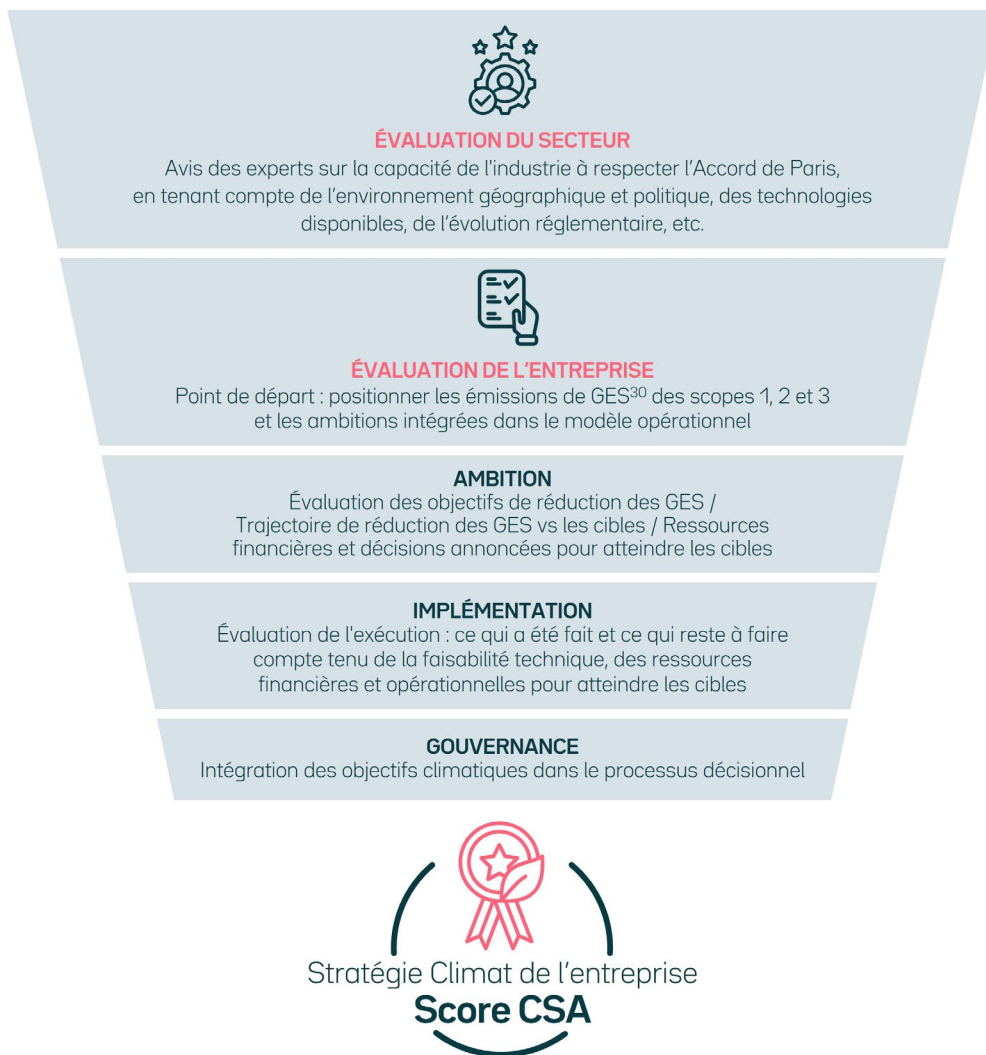 ÉVALUATION DU SECTEUR
Avis des experts sur la capacité de l'industrie à respecter l’Accord de Paris,
en tenant compte de l’environnement géographique et politique, des technologies
disponibles, de l’évolution réglementaire, etc.
ÉVALUATION DE L’ENTREPRISE
Point de départ : positionner les émissions de GES³⁰ des scopes 1, 2 et 3
et les ambitions intégrées dans le modèle opérationnel
AMBITION
Évaluation des objectifs de réduction des GES /
Trajectoire de réduction des GES vs les cibles / Ressources
financières et décisions annoncées pour atteindre les cibles
IMPLÉMENTATION
Évaluation de l'exécution : ce qui a été fait et ce qui reste à faire
compte tenu de la faisabilité technique, des ressources
financières et opérationnelles pour atteindre les cibles
GOUVERNANCE
Intégration des objectifs climatiques dans le processus décisionnel
Stratégie Climat de l’entreprise
Score CSA